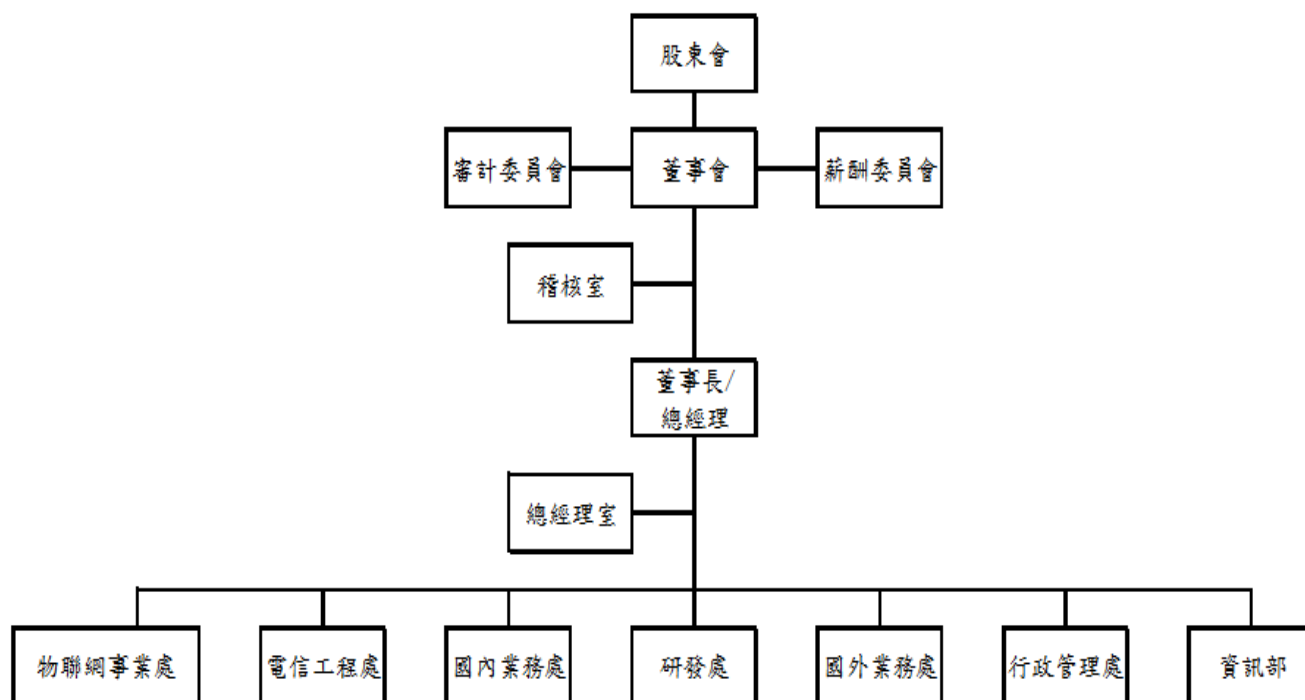 股東會
審計委員會
董事會
薪酬委員會
稽核室
董事長/
總經理
總經理室
物聯網事業處
電信工程處
國內業務處
研發處
國外業務處
行政管理處
資訊部